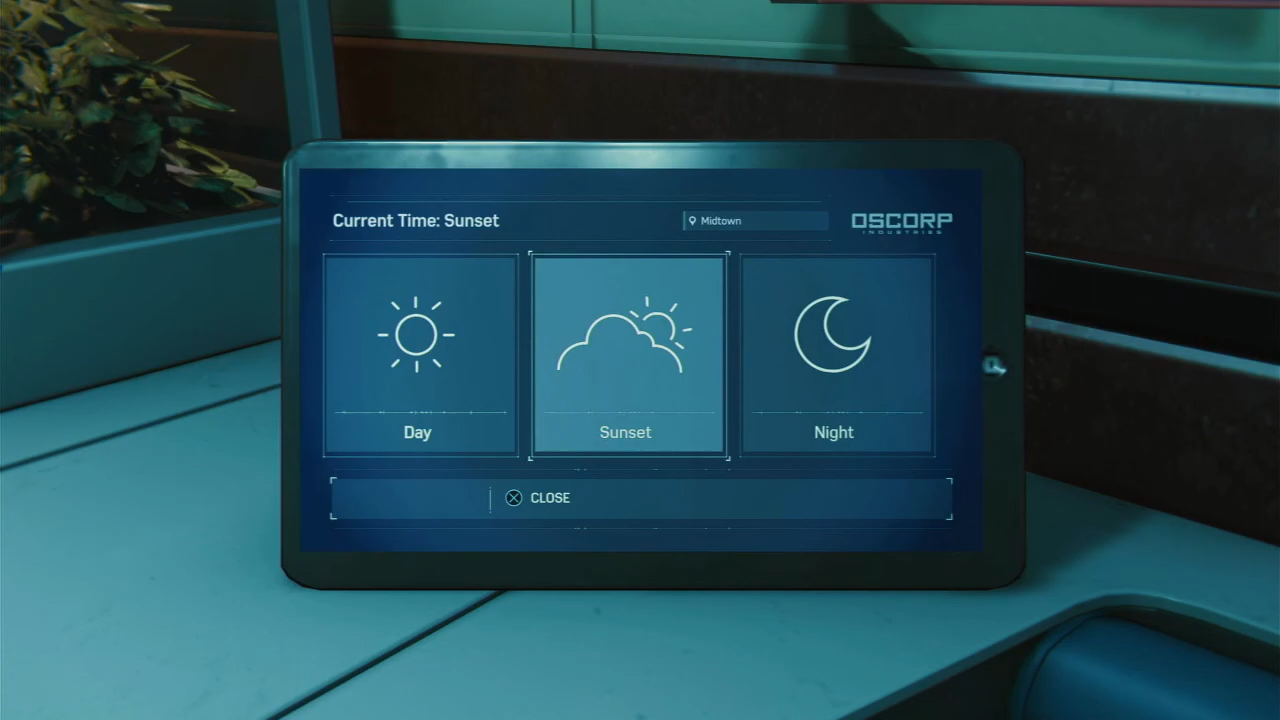 Current Time: Sunset
Midtown
OSCORP
INDUSTRIES
Day
Sunset
Night
CLOSE